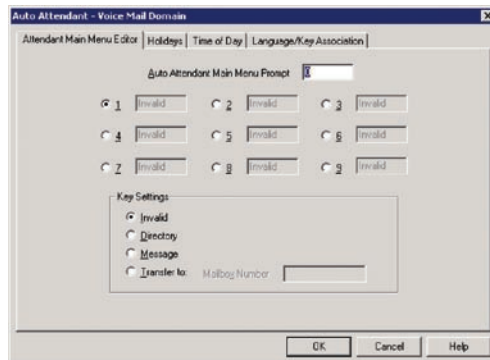 Auto Attendant - Voice Mail Domain
Attendant Main Menu Editor Holidays Time of Day Language/Key Association
Auto Attendant Main Menu Prompt 0
1 Invalid 2 Invalid 3 Invalid
4 Invalid 5 Invalid 6 Invalid
7 Invalid 8 Invalid 9 Invalid
Key Settings
Invalid
Directory
Message
Transfer to: Mailbox Number
OK Cancel Help